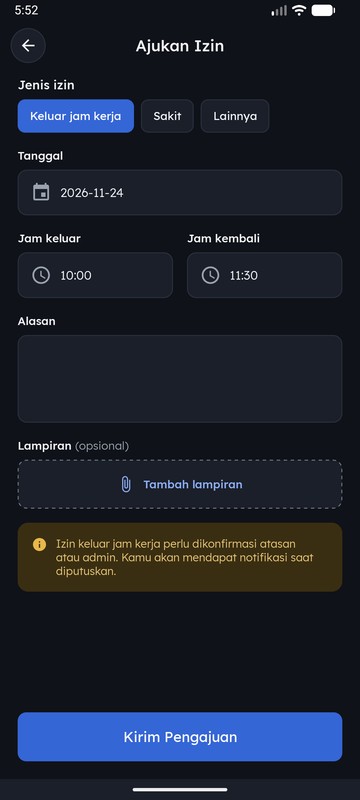 5:52
Ajukan Izin
Jenis izin
Keluar jam kerja
Sakit
Lainnya
Tanggal
2026-11-24
Jam keluar
Jam kembali
10:00
11:30
Alasan
Lampiran (opsional)
Tambah lampiran
Izin keluar jam kerja perlu dikonfirmasi atasan
atau admin. Kamu akan mendapat notifikasi saat
diputuskan.
Kirim Pengajuan